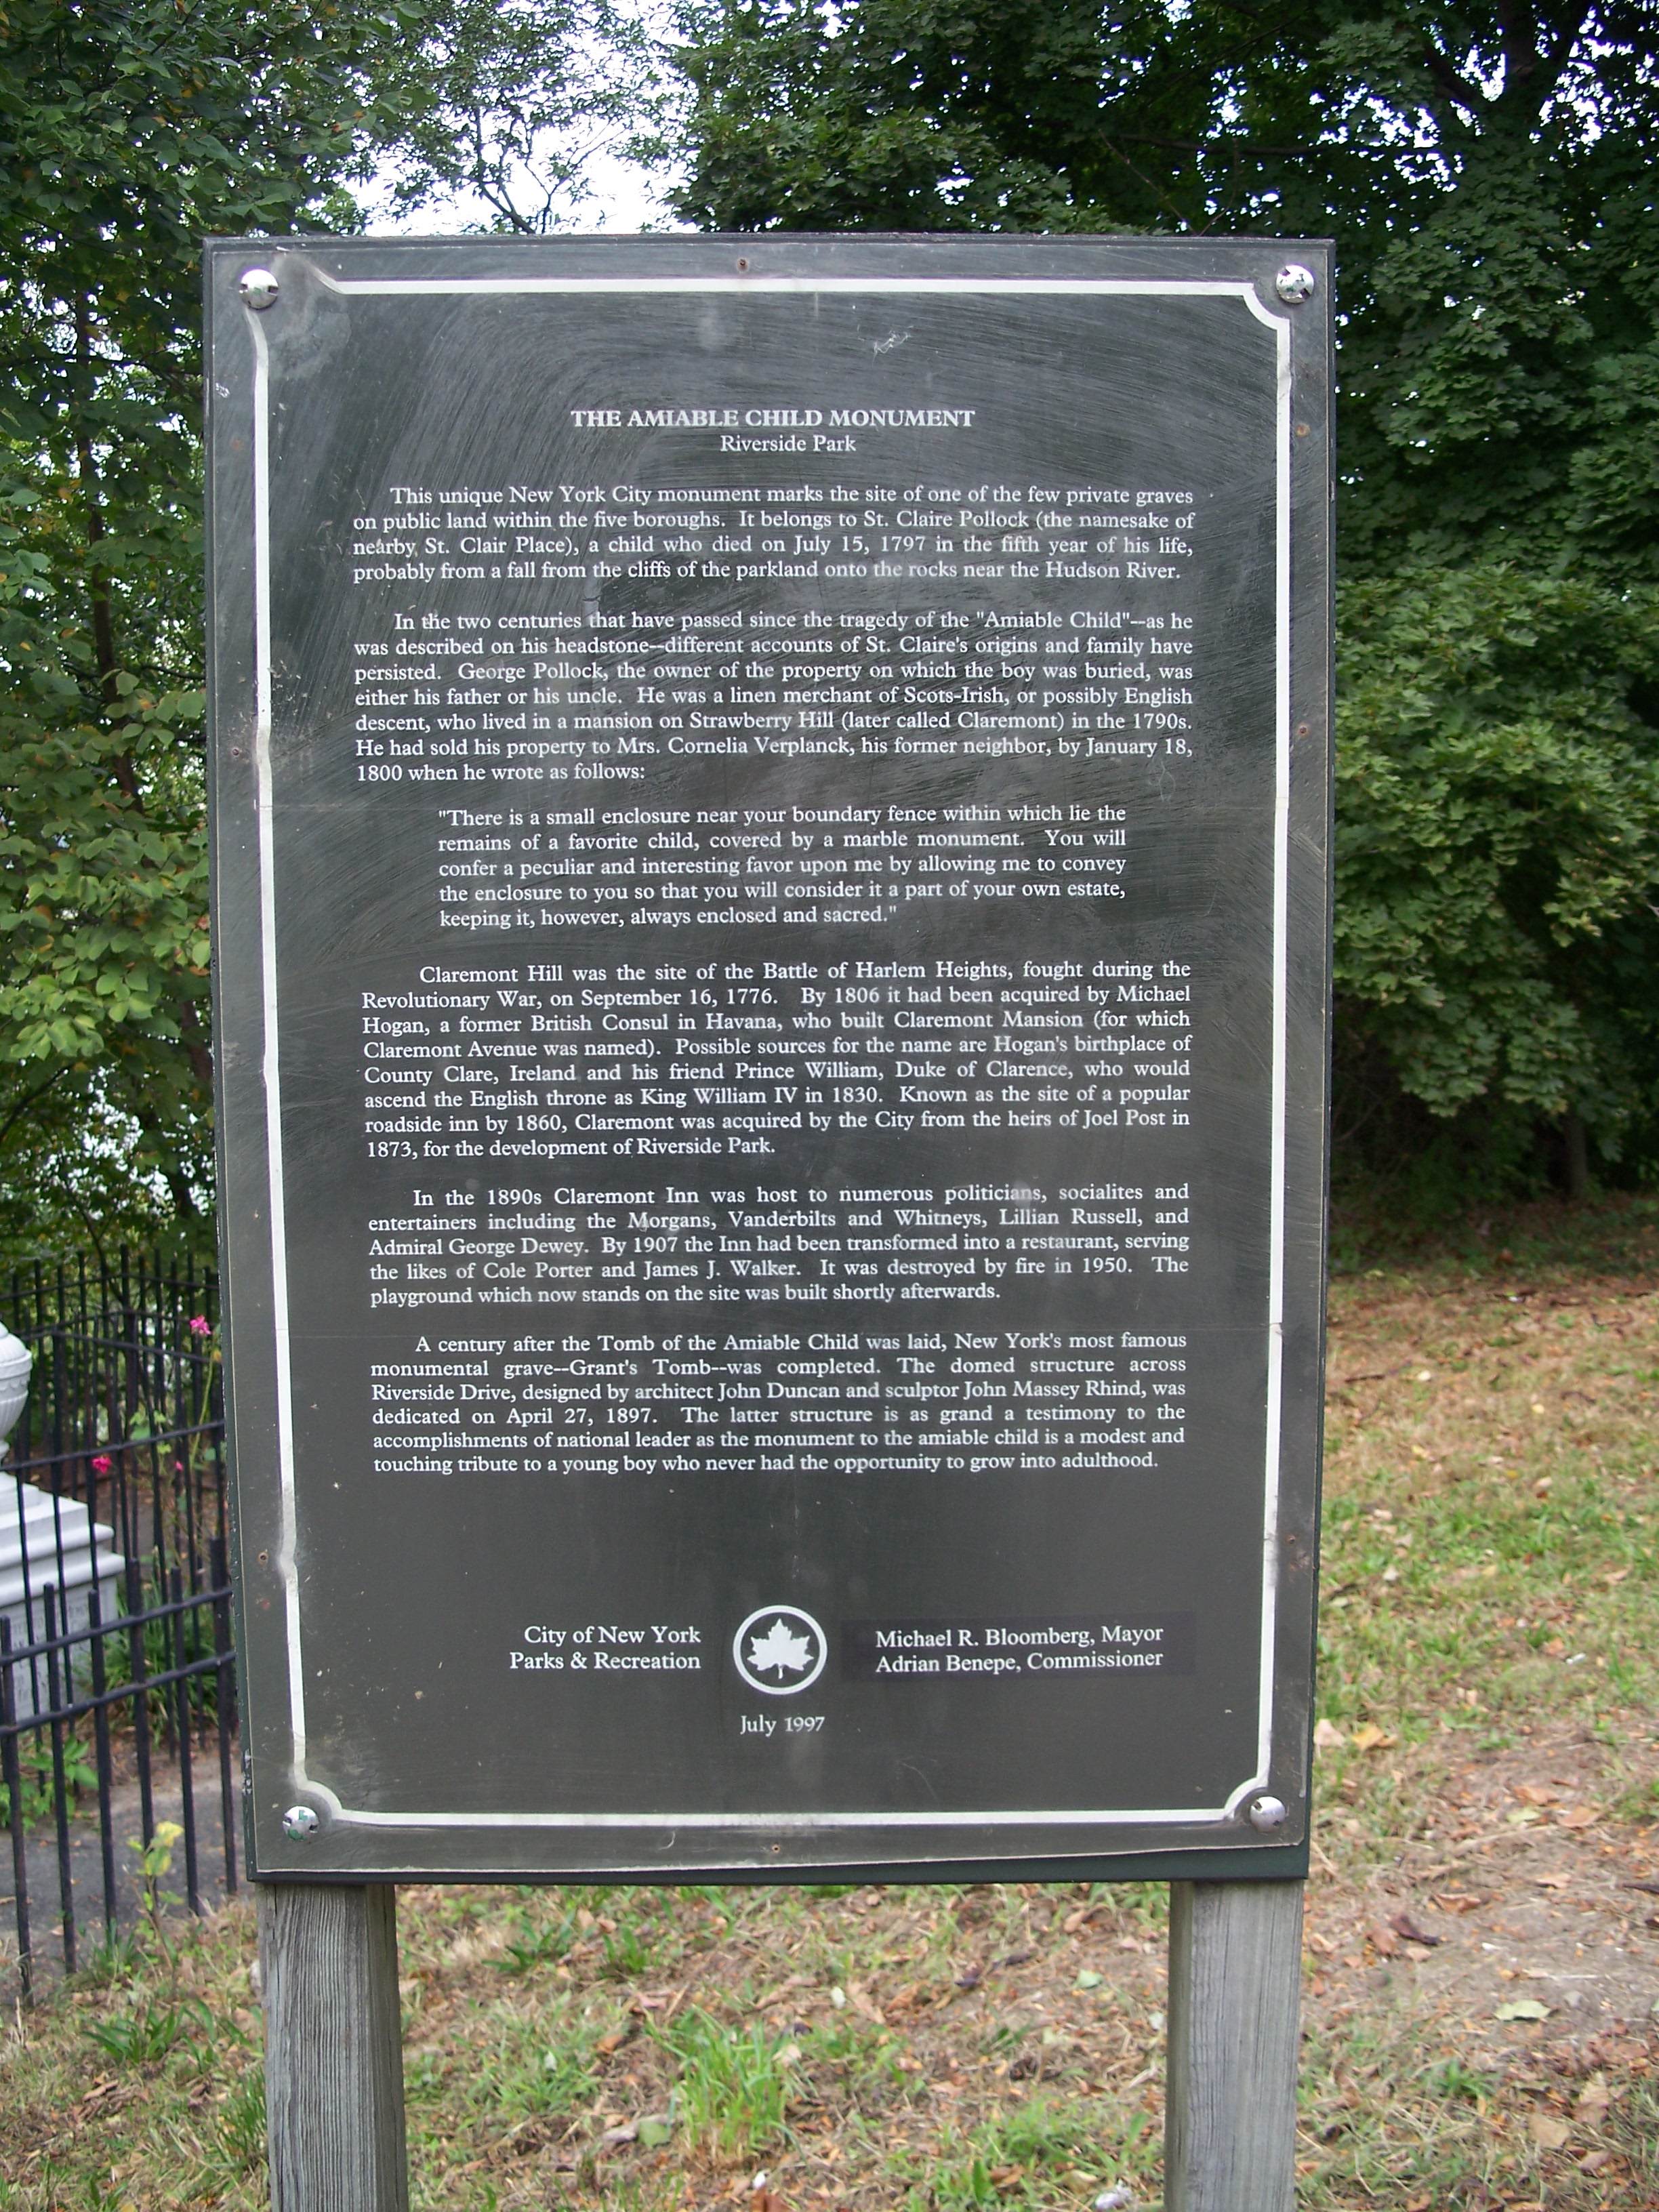 THE AMIABLE CHILD MONUMENT
Riverside Park
This unique New York City monument marks the site of one of the few private graves
on public land within the five boroughs. It belongs to St. Claire Pollock (the namesake of
nearby St. Clair Place), a child who died on July 15, 1797 in the fifth year of his life,
probably from a fall from the cliffs of the parkland onto the rocks near the Hudson River.
In the two centuries that have passed since the tragedy of the "Amiable Child"--as he
was described on his headstone--different accounts of St. Claire's origins and family have
persisted. George Pollock, the owner of the property on which the boy was buried, was
either his father or his uncle. He was a linen merchant of Scots-Irish, or possibly English
descent, who lived in a mansion on Strawberry Hill (later called Claremont) in the 1790s.
He had sold his property to Mrs. Cornelia Verplanck, his former neighbor, by January 18,
1800 when he wrote as follows:
"There is a small enclosure near your boundary fence within which lie the
remains of a favorite child, covered by a marble monument. You will
confer a peculiar and interesting favor upon me by allowing me to convey
the enclosure to you so that you will consider it a part of your own estate,
keeping it, however, always enclosed and sacred."
Claremont Hill was the site of the Battle of Harlem Heights, fought during the
Revolutionary War, on September 16, 1776. By 1806 it had been acquired by Michael
Hogan, a former British Consul in Havana, who built Claremont Mansion (for which
Claremont Avenue was named). Possible sources for the name are Hogan's birthplace of
County Clare, Ireland and his friend Prince William, Duke of Clarence, who would
ascend the English throne as King William IV in 1830. Known as the site of a popular
roadside inn by 1860, Claremont was acquired by the City from the heirs of Joel Post in
1873, for the development of Riverside Park.
In the 1890s Claremont Inn was host to numerous politicians, socialites and
entertainers including the Morgans, Vanderbilts and Whitneys, Lillian Russell, and
Admiral George Dewey. By 1907 the Inn had been transformed into a restaurant, serving
the likes of Cole Porter and James J. Walker. It was destroyed by fire in 1950. The
playground which now stands on the site was built shortly afterwards.
A century after the Tomb of the Amiable Child was laid, New York's most famous
monumental grave--Grant's Tomb--was completed. The domed structure across
Riverside Drive, designed by architect John Duncan and sculptor John Massey Rhind, was
dedicated on April 27, 1897. The latter structure is as grand a testimony to the
accomplishments of national leader as the monument to the amiable child is a modest and
touching tribute to a young boy who never had the opportunity to grow into adulthood.
City of New York
Parks & Recreation
Michael R. Bloomberg, Mayor
Adrian Benepe, Commissioner
July 1997